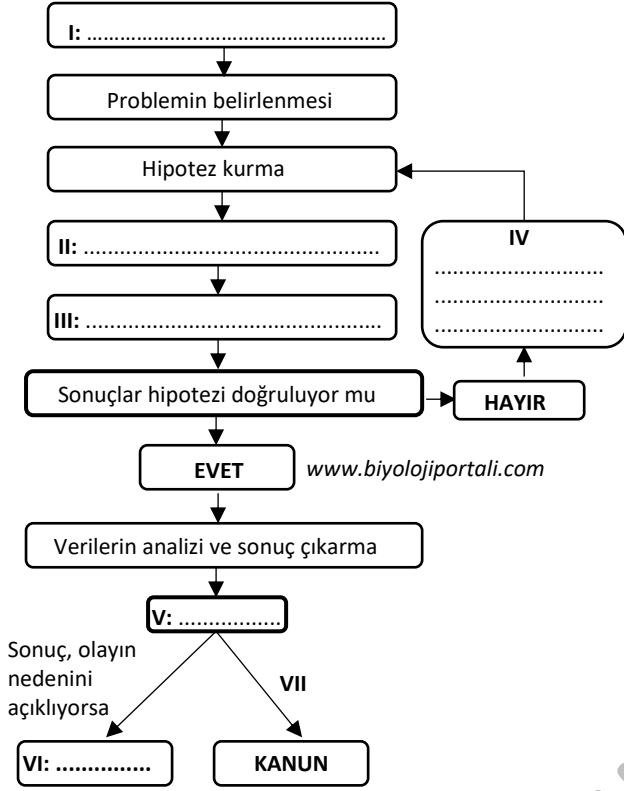 I: ………………..………………………………
Problemin belirlenmesi
Hipotez kurma
II: ..................................................
III: ..................................................
IV
.............................
.............................
.............................
Sonuçlar hipotezi doğruluyor mu
HAYIR
EVET
www.biyolojiportali.com
Verilerin analizi ve sonuç çıkarma
V: .................
Sonuç, olayın
nedenini
açıklıyorsa
VII
VI: ...............
KANUN